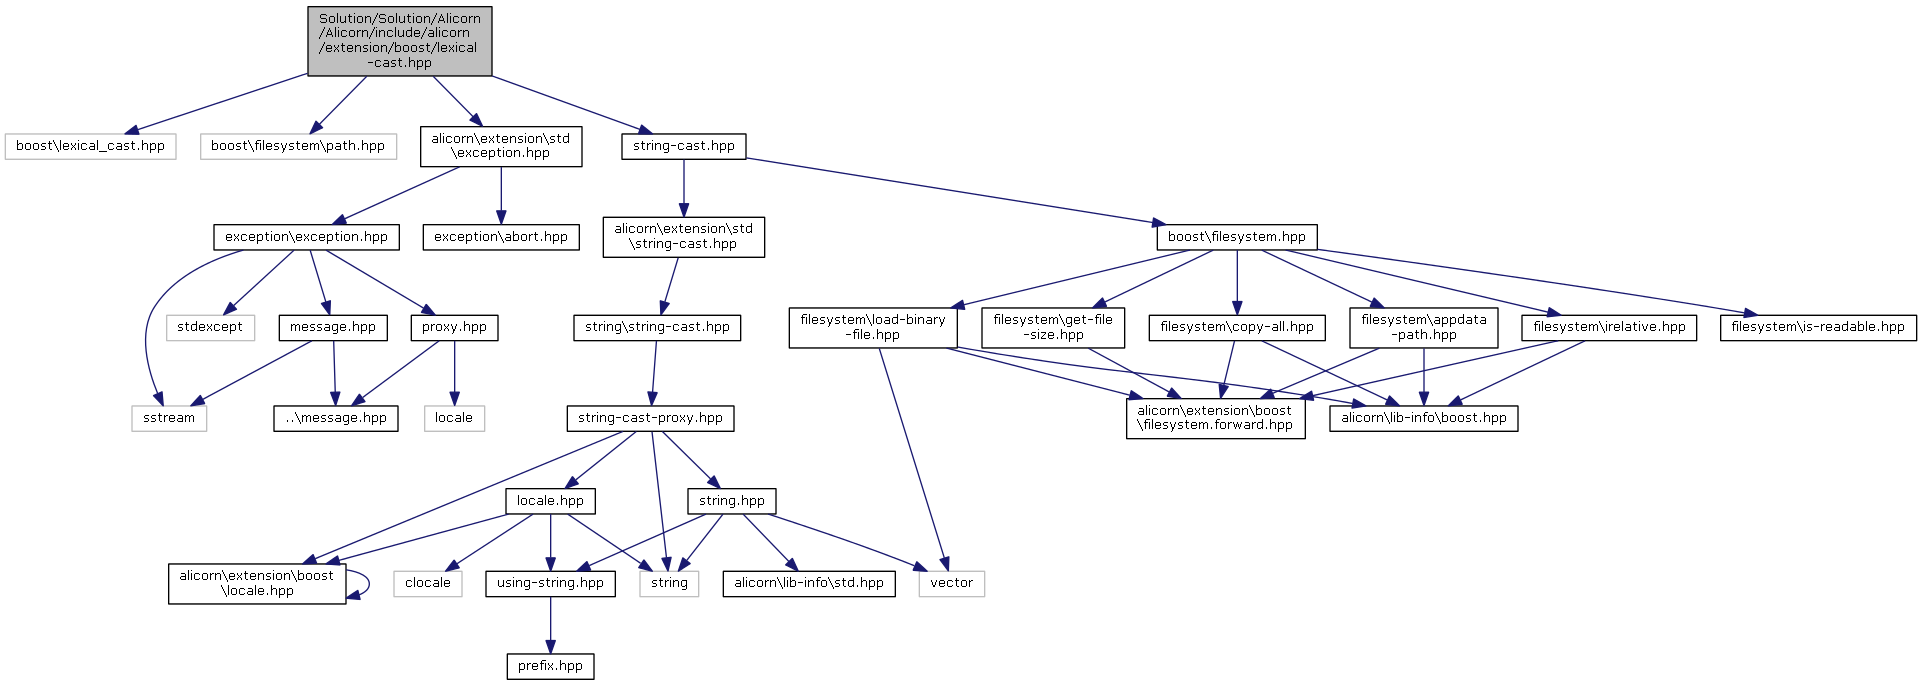 Solution/Solution/Alicorn
/Alicorn/include/alicorn
/extension/boost/lexical
-cast.hpp
boost\lexical_cast.hpp
boost\filesystem\path.hpp
alicorn\extension\std
\exception.hpp
string-cast.hpp
exception\exception.hpp
exception\abort.hpp
alicorn\extension\std
\string-cast.hpp
boost\filesystem.hpp
stdexcept
message.hpp
proxy.hpp
string\string-cast.hpp
filesystem\load-binary
-file.hpp
filesystem\get-file
-size.hpp
filesystem\copy-all.hpp
filesystem\appdata
-path.hpp
filesystem\irelative.hpp
filesystem\is-readable.hpp
sstream
..\message.hpp
locale
string-cast-proxy.hpp
alicorn\extension\boost
\filesystem.forward.hpp
alicorn\lib-info\boost.hpp
locale.hpp
string.hpp
alicorn\extension\boost
\locale.hpp
clocale
using-string.hpp
string
alicorn\lib-info\std.hpp
vector
prefix.hpp